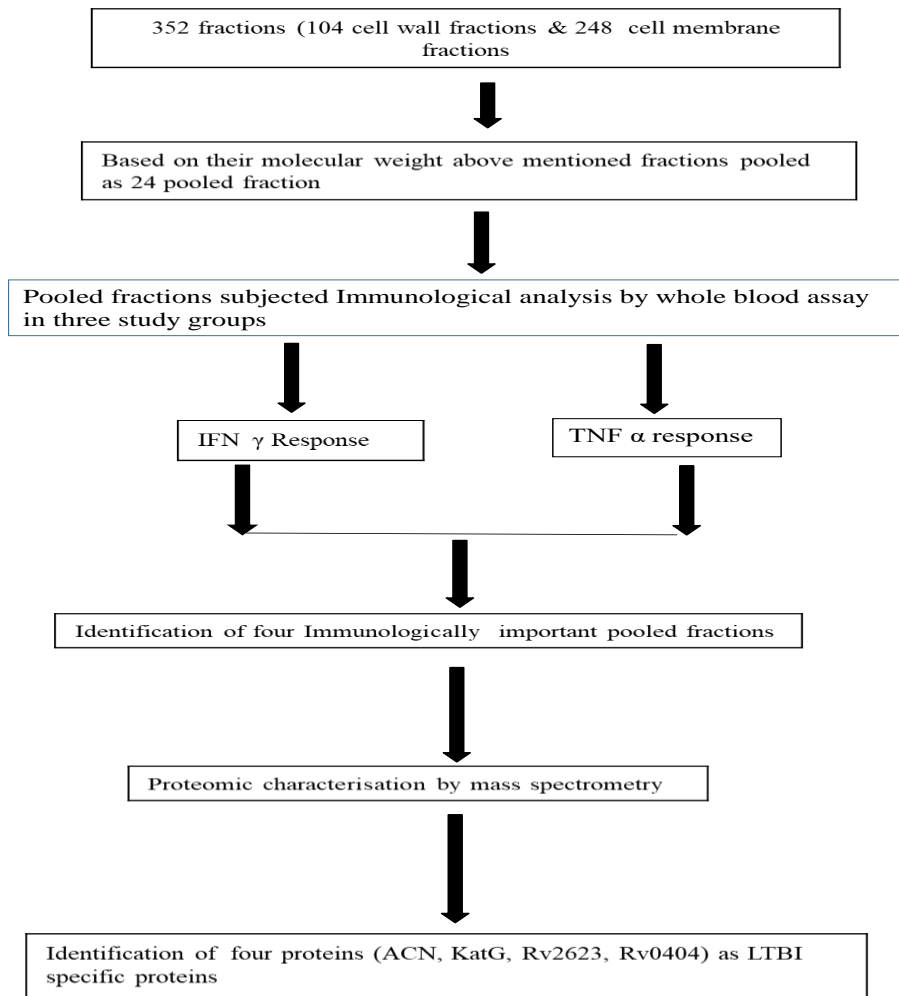 352 fractions (104 cell wall fractions & 248 cell membrane
fractions
Based on their molecular weight above mentioned fractions pooled
as 24 pooled fraction
Pooled fractions subjected Immunological analysis by whole blood assay
in three study groups
IFN γ Response
TNF α response
Identification of four Immunologically important pooled fractions
Proteomic characterisation by mass spectrometry
Identification of four proteins (ACN, KatG, Rv2623, Rv0404) as LTBI
specific proteins